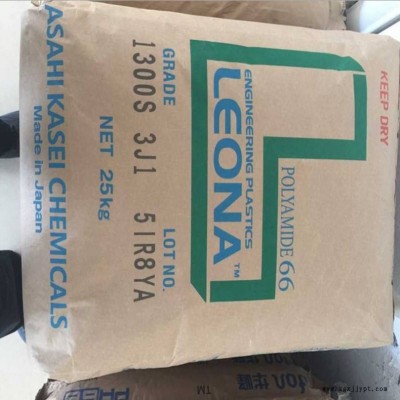 KEEP DRY
POLYAMIDE 66
LEONA™
ENGINEERING PLASTICS
GRADE
LOT NO.
1300S 3J1 5IR8YA
NET 25kg
ASAHI KASEI CHEMICALS
Made in Japan
TM